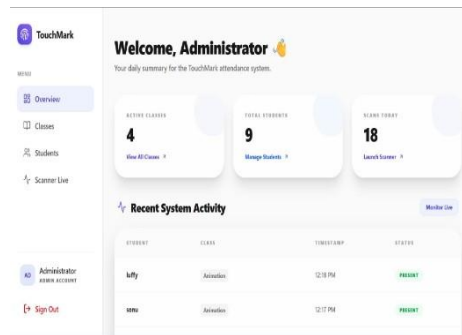 TouchMark
MENU
Overview
Classes
Students
Scanner Live
AD
Administrator
ADMIN ACCOUNT
Sign Out
Welcome, Administrator 👋
Your daily summary for the TouchMark attendance system.
ACTIVE CLASSES
4
View All Classes
TOTAL STUDENTS
9
Manage Students
SCANS TODAY
18
Launch Scanner
Recent System Activity
Monitor Live
STUDENT CLASS TIMESTAMP STATUS
luffy Animation 12:18 PM PRESENT
sonu Animation 12:17 PM PRESENT